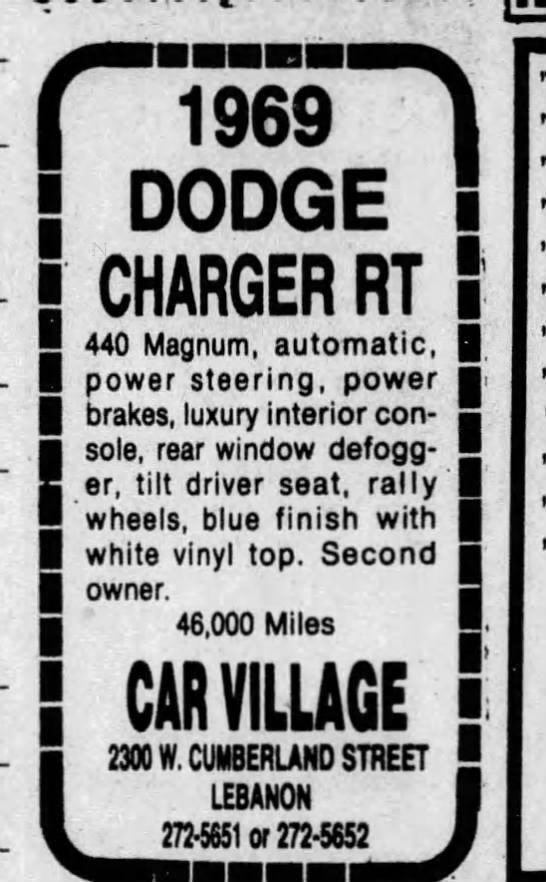 1969
DODGE
CHARGER RT
440 Magnum, automatic,
power steering, power
brakes, luxury interior con-
sole, rear window defogg-
er, tilt driver seat, rally
wheels, blue finish with
white vinyl top. Second
owner.
46,000 Miles
CAR VILLAGE
2300 W. CUMBERLAND STREET
LEBANON
272-5651 or 272-5652